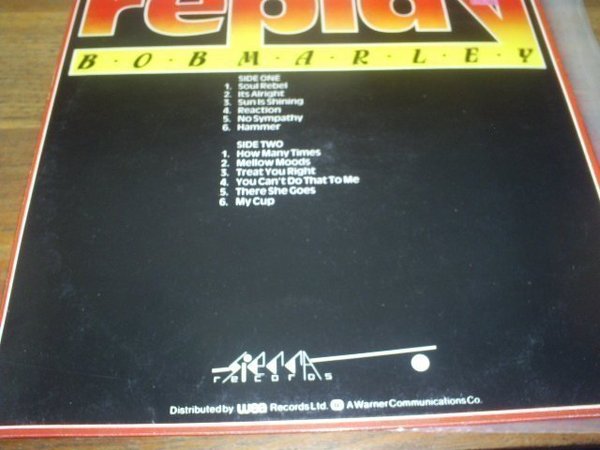 replay
B·O·B M·A·R·L·E·Y
SIDE ONE
1. Soul Rebel
2. Its Alright
3. Sun Is Shining
4. Reaction
5. No Sympathy
6. Hammer
SIDE TWO
1. How Many Times
2. Mellow Moods
3. Treat You Right
4. You Can't Do That To Me
5. There She Goes
6. My Cup
sierra
records
Distributed by wea Records Ltd. A Warner Communications Co.